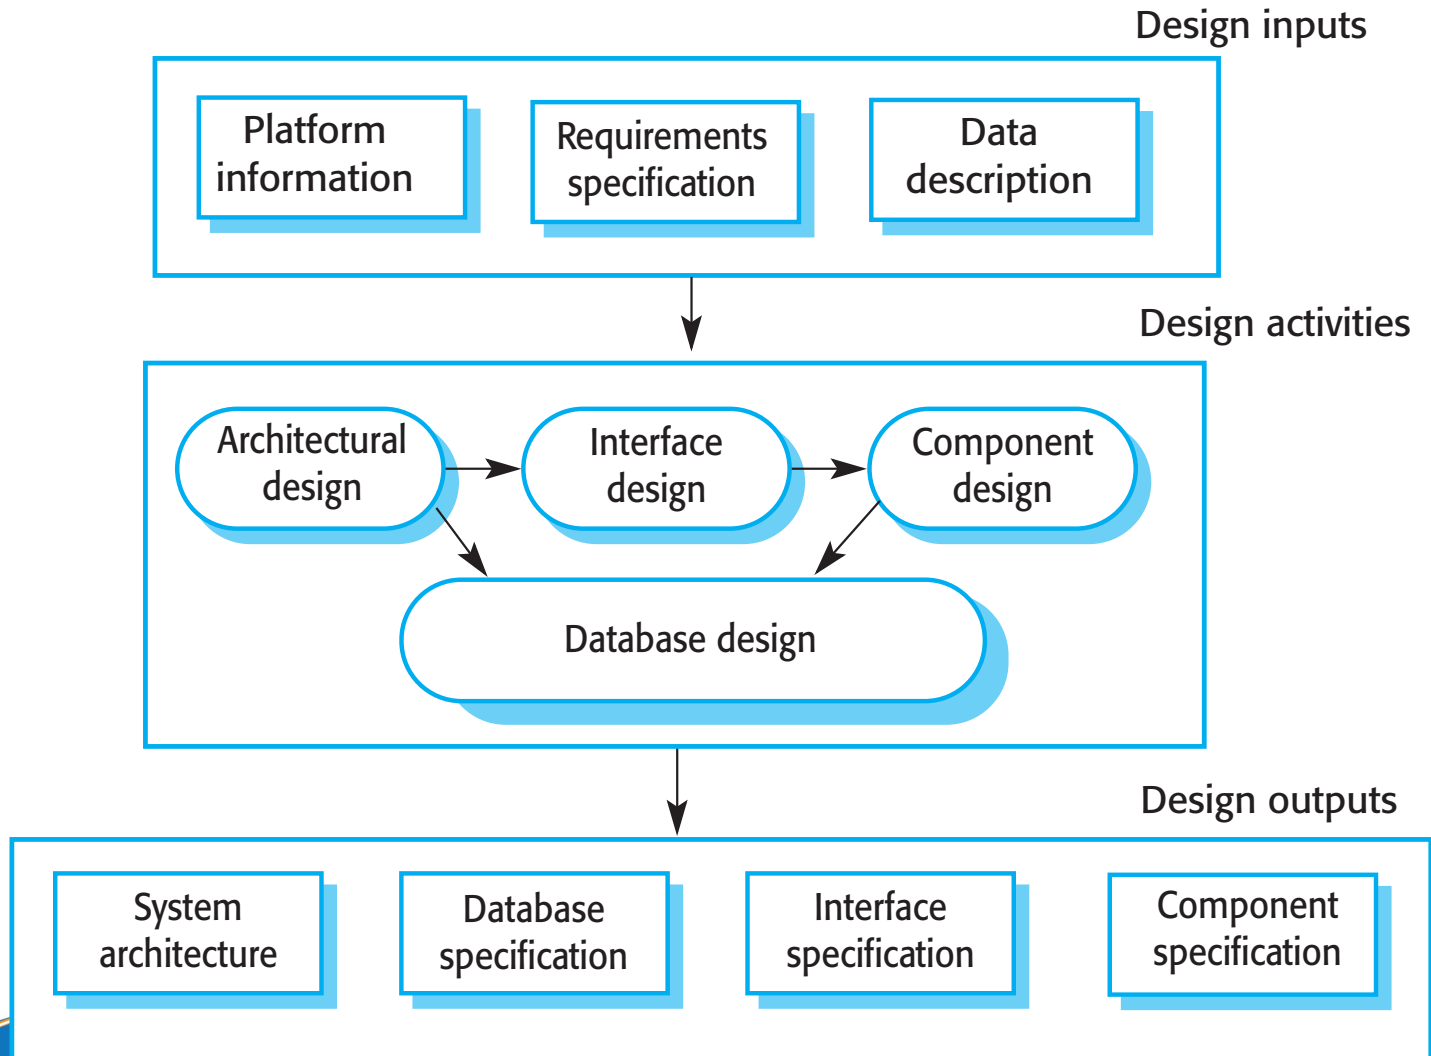 Design inputs
Platform
information
Requirements
specification
Data
description
Design activities
Architectural
design
Interface
design
Component
design
Database design
Design outputs
System
architecture
Database
specification
Interface
specification
Component
specification